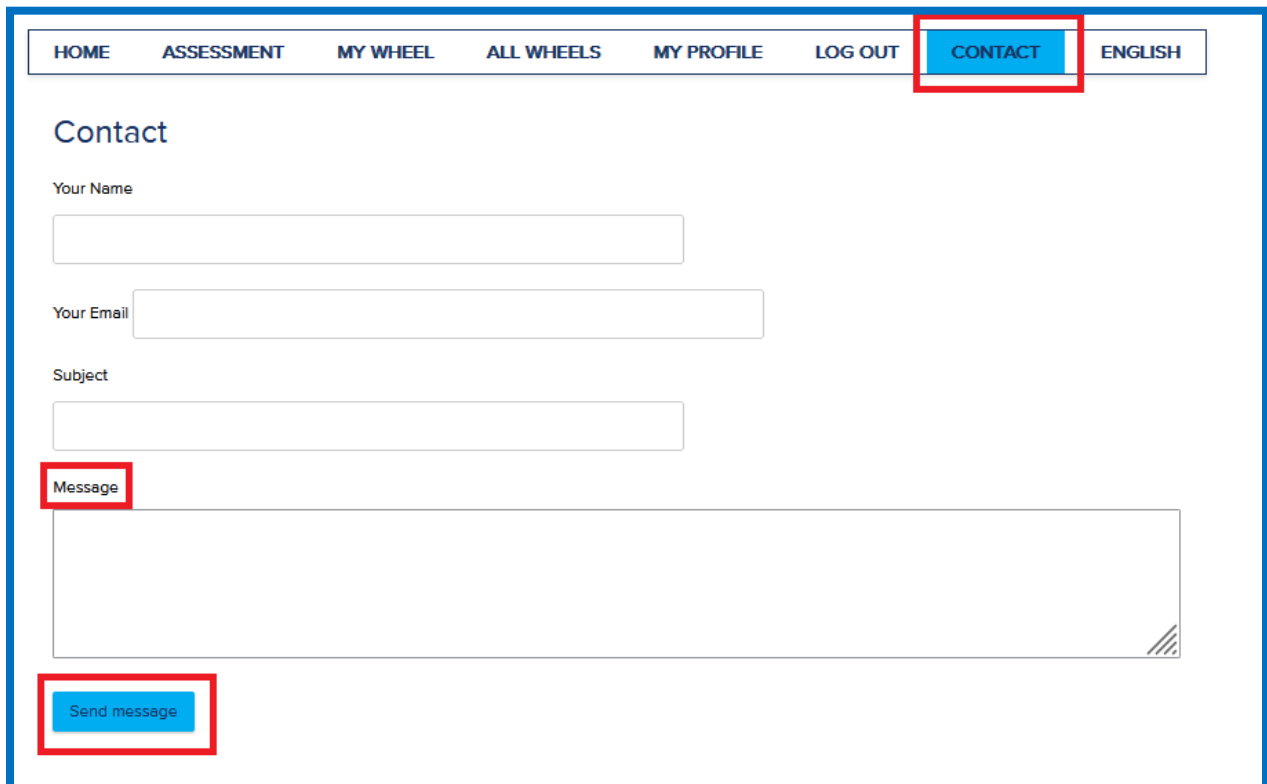 HOME ASSESSMENT MY WHEEL ALL WHEELS MY PROFILE LOG OUT CONTACT ENGLISH
Contact
Your Name
Your Email
Subject
Message
Send message